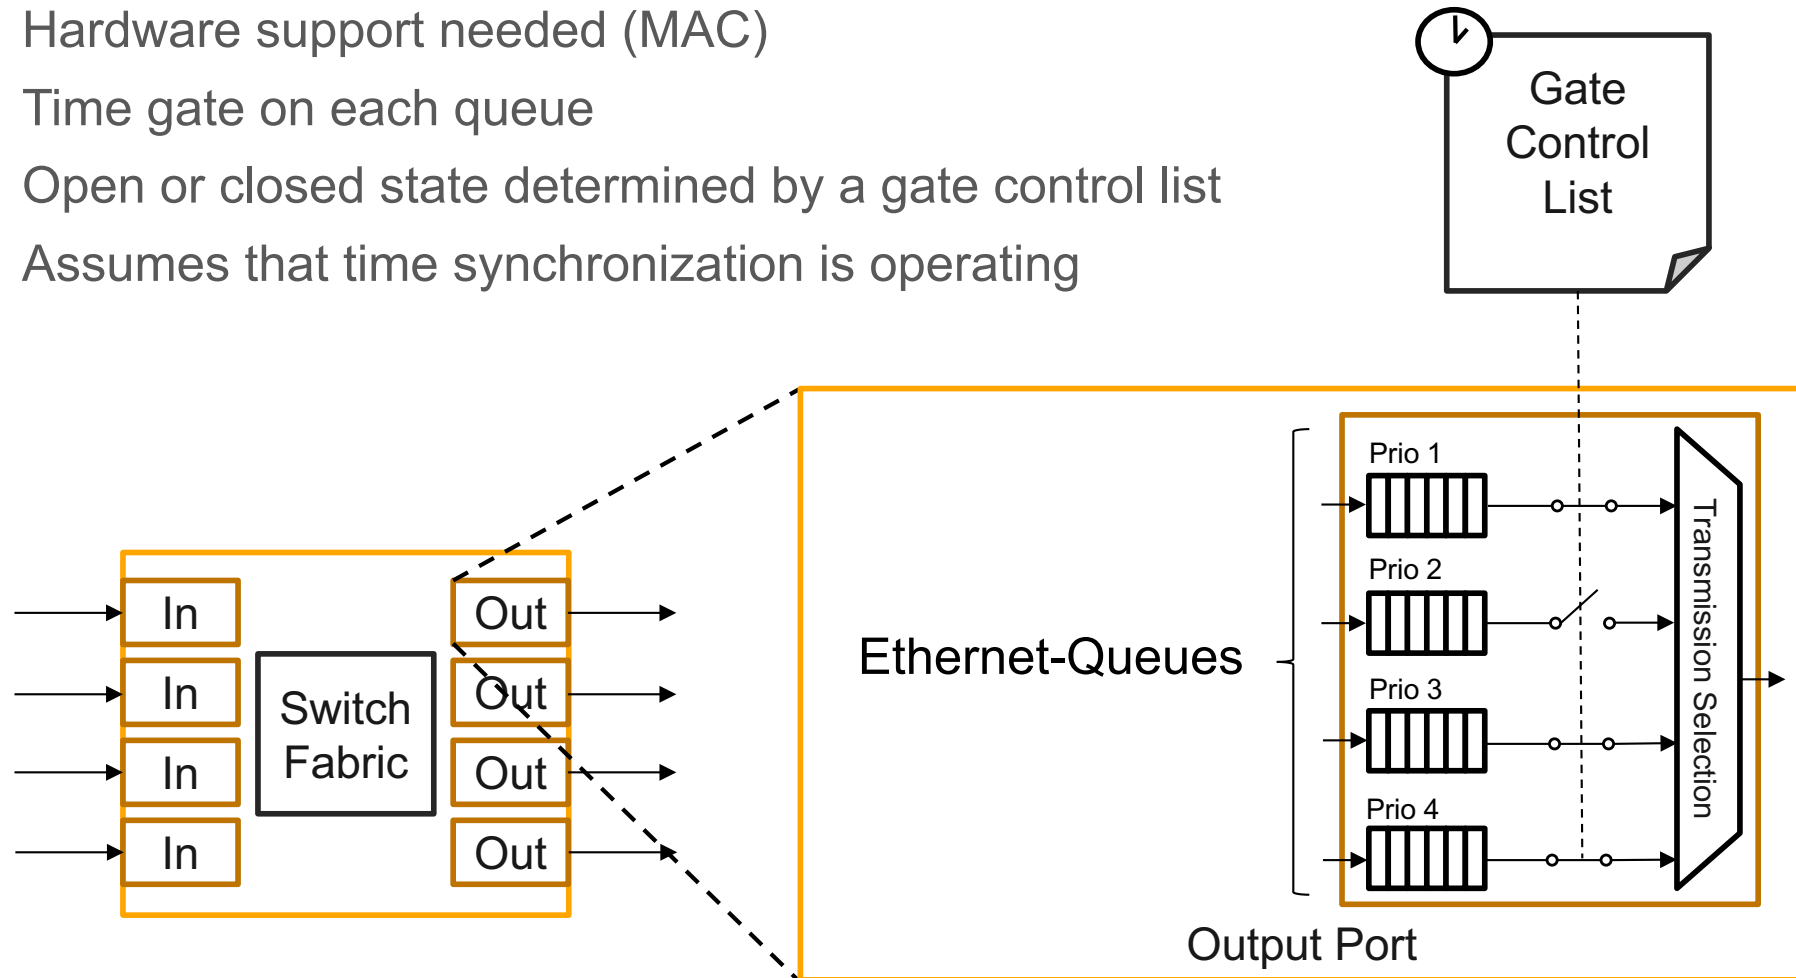 Hardware support needed (MAC)
Time gate on each queue
Open or closed state determined by a gate control list
Assumes that time synchronization is operating
Gate
Control
List
In
In
In
In
Switch
Fabric
Out
Out
Out
Out
Ethernet-Queues
Prio 1
Prio 2
Prio 3
Prio 4
Transmission Selection
Output Port